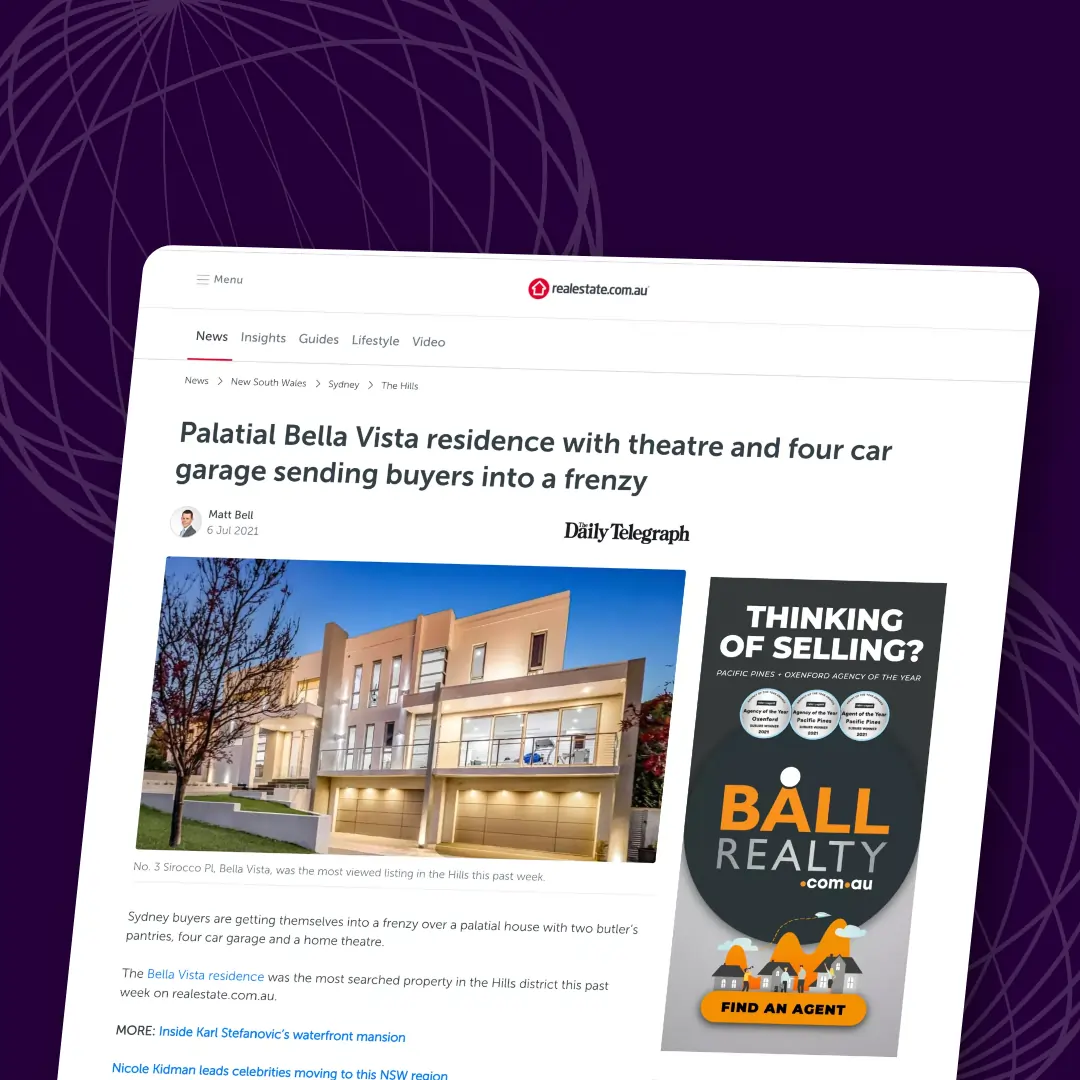 Menu
realestate.com.au
News Insights Guides Lifestyle Video
News > New South Wales > Sydney > The Hills
Palatial Bella Vista residence with theatre and four car
garage sending buyers into a frenzy
Matt Bell
6 Jul 2021
The Daily Telegraph
No. 3 Sirocco Pl, Bella Vista, was the most viewed listing in the Hills this past week.
Sydney buyers are getting themselves into a frenzy over a palatial house with two butler's
pantries, four car garage and a home theatre.
The Bella Vista residence was the most searched property in the Hills district this past
week on realestate.com.au.
MORE: Inside Karl Stefanovic's waterfront mansion
Nicole Kidman leads celebrities moving to this NSW region
THINKING
OF SELLING?
PACIFIC PINES + OXENFORD AGENCY OF THE YEAR
Agency of the Year
Oxenford
SUBURB WINNER
2021
Agency of the Year
Pacific Pines
SUBURB WINNER
2021
Agent of the Year
Pacific Pines
SUBURB WINNER
2021
BALL
REALTY
.com.au
FIND AN AGENT